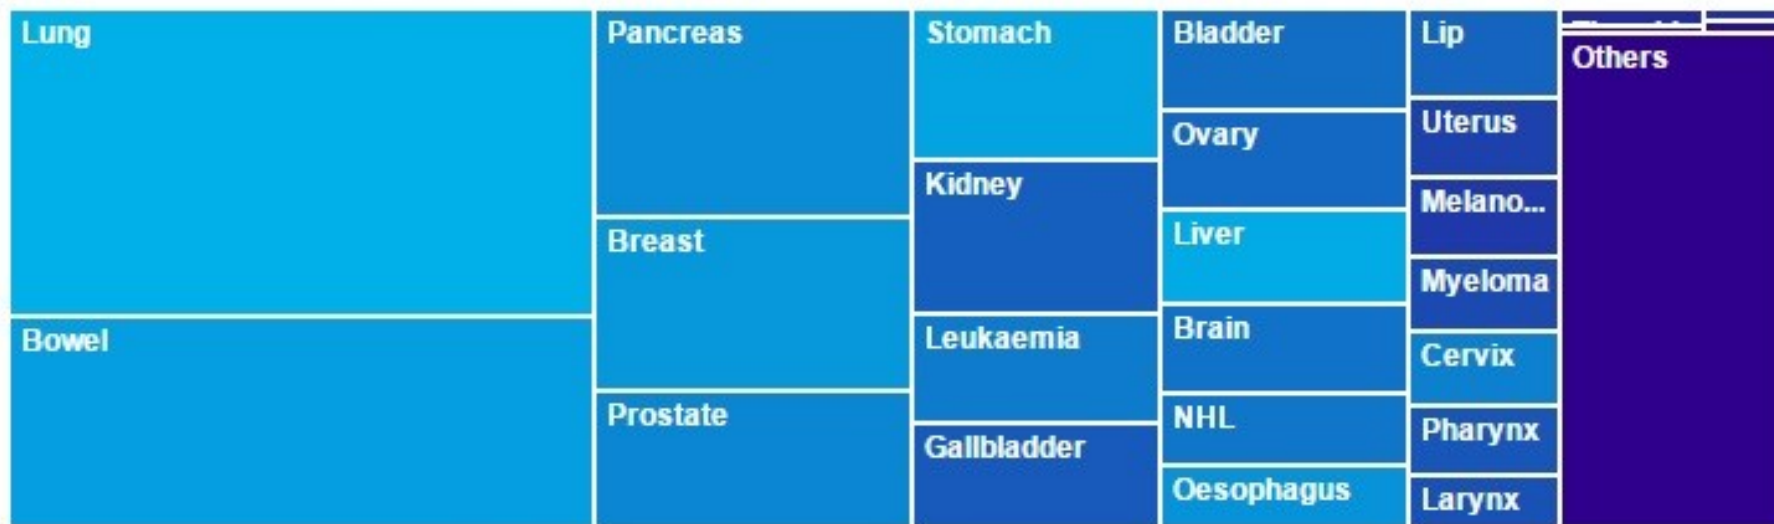 Lung
Bowel
Pancreas
Breast
Prostate
Stomach
Kidney
Leukaemia
Gallbladder
Bladder
Ovary
Liver
Brain
NHL
Oesophagus
Lip
Uterus
Melano...
Myeloma
Cervix
Pharynx
Larynx
Others